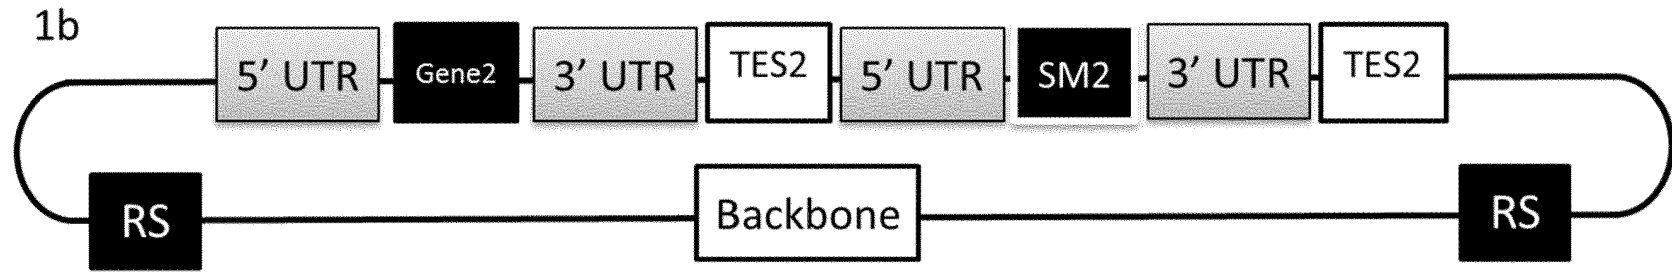 1b
5′ UTR Gene2 3′ UTR TES2 5′ UTR SM2 3′ UTR TES2
RS Backbone RS